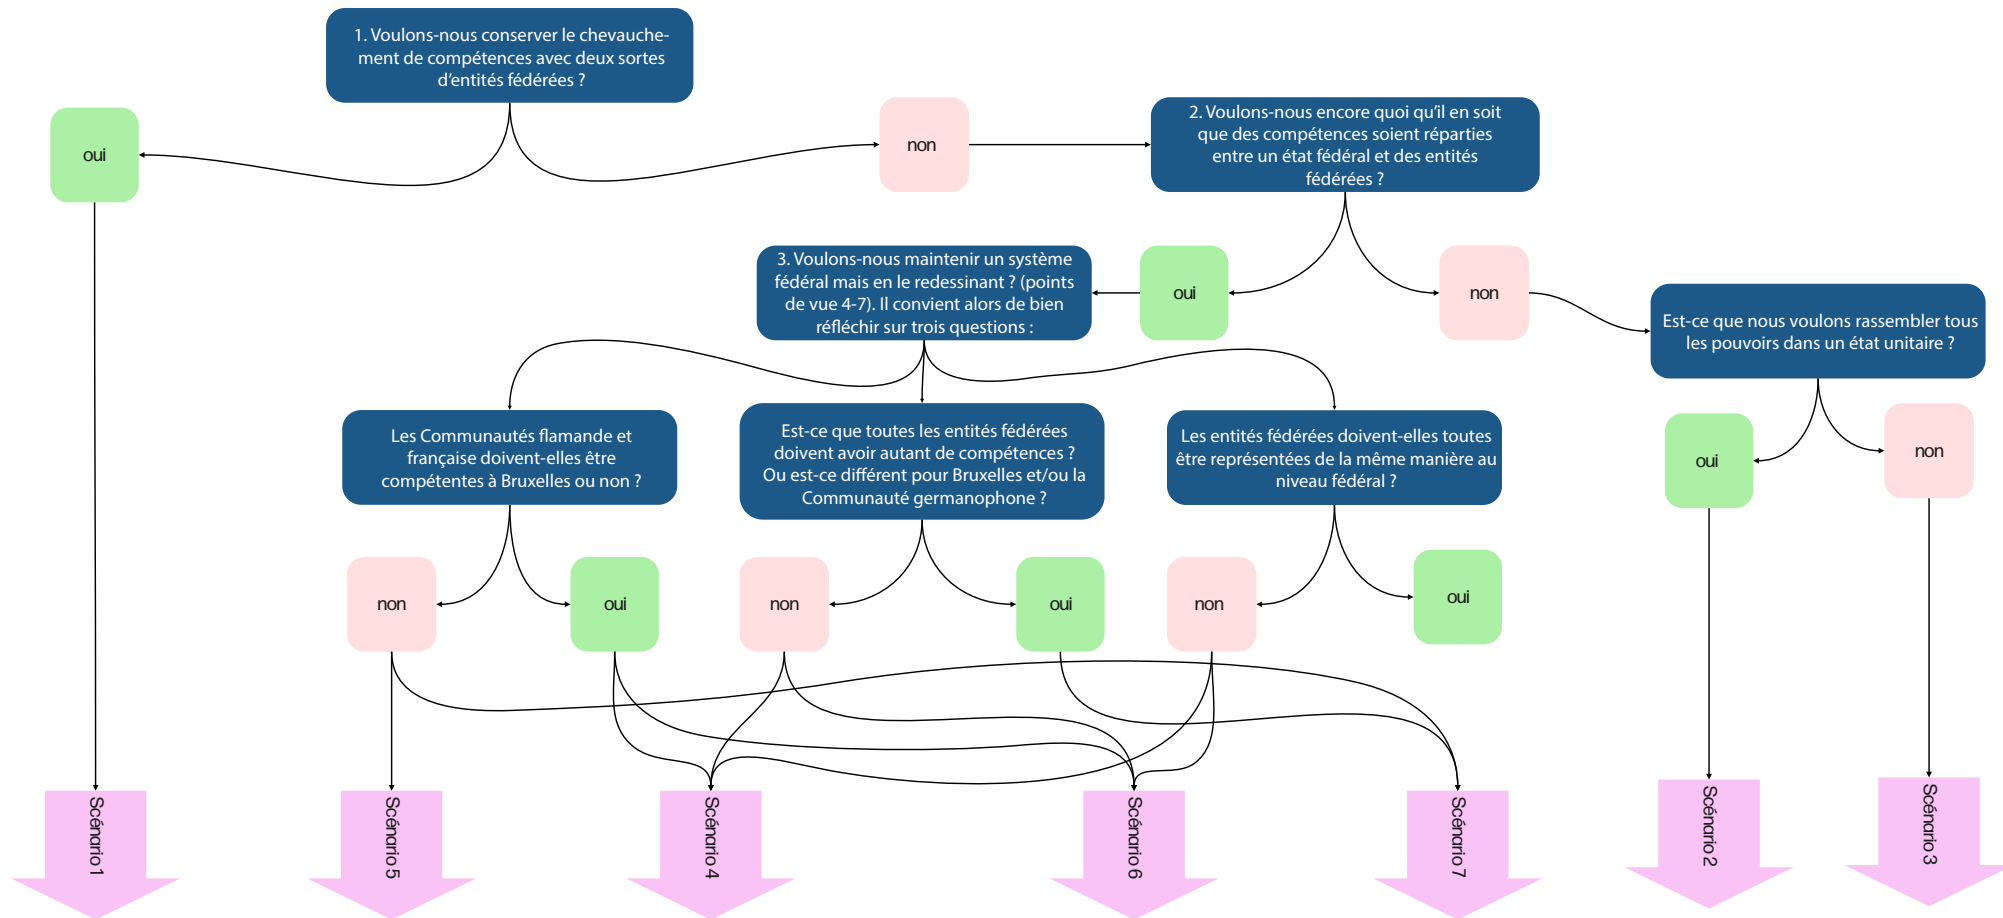 1. Voulons-nous conserver le chevauche-
ment de compétences avec deux sortes
d'entités fédérées ?
oui
non
2. Voulons-nous encore quoi qu'il en soit
que des compétences soient réparties
entre un état fédéral et des entités
fédérées ?
3. Voulons-nous maintenir un système
fédéral mais en le redessinant ? (points
de vue 4-7). Il convient alors de bien
réfléchir sur trois questions :
oui
non
Est-ce que nous voulons rassembler tous
les pouvoirs dans un état unitaire ?
Les Communautés flamande et
française doivent-elles être
compétentes à Bruxelles ou non ?
Est-ce que toutes les entités fédérées
doivent avoir autant de compétences ?
Ou est-ce différent pour Bruxelles et/ou la
Communauté germanophone ?
Les entités fédérées doivent-elles toutes
être représentées de la même manière au
niveau fédéral ?
oui
non
non
oui
non
oui
non
oui
Scénario 1
Scénario 5
Scénario 4
Scénario 6
Scénario 7
Scénario 2
Scénario 3